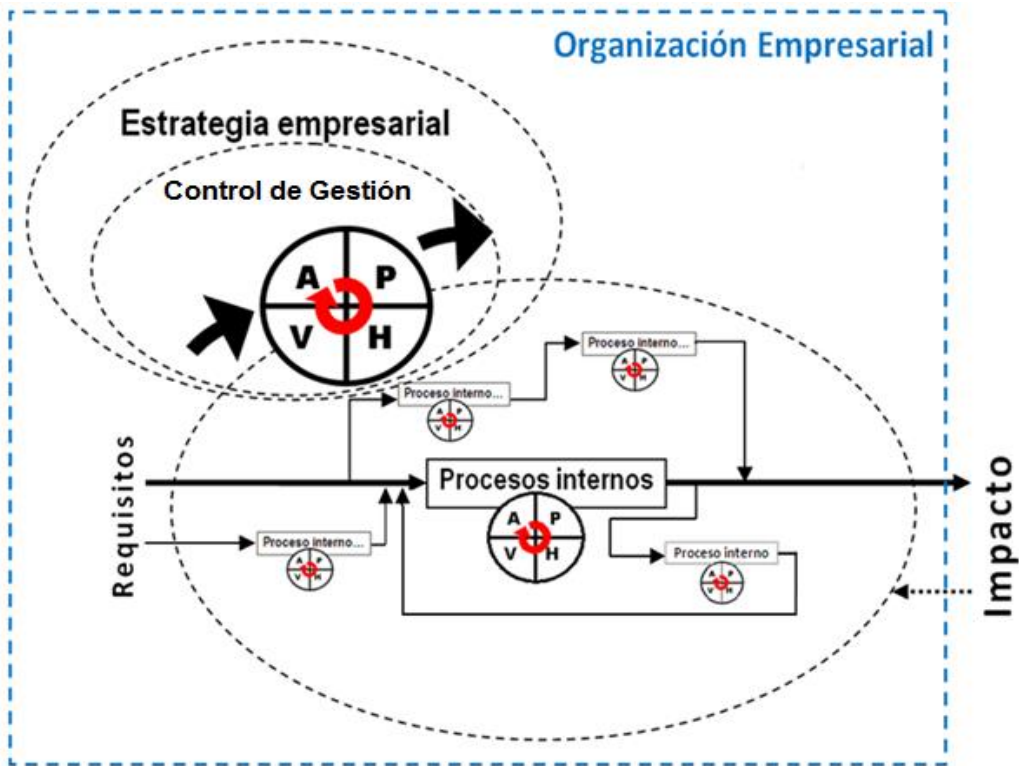 Organización Empresarial
Estrategia empresarial
Control de Gestión
A P
V H
Proceso interno...
A P
V H
Proceso interno...
A P
V H
Requisitos
Procesos internos
A P
V H
Proceso interno...
A P
V H
Proceso interno
A P
V H
Impacto